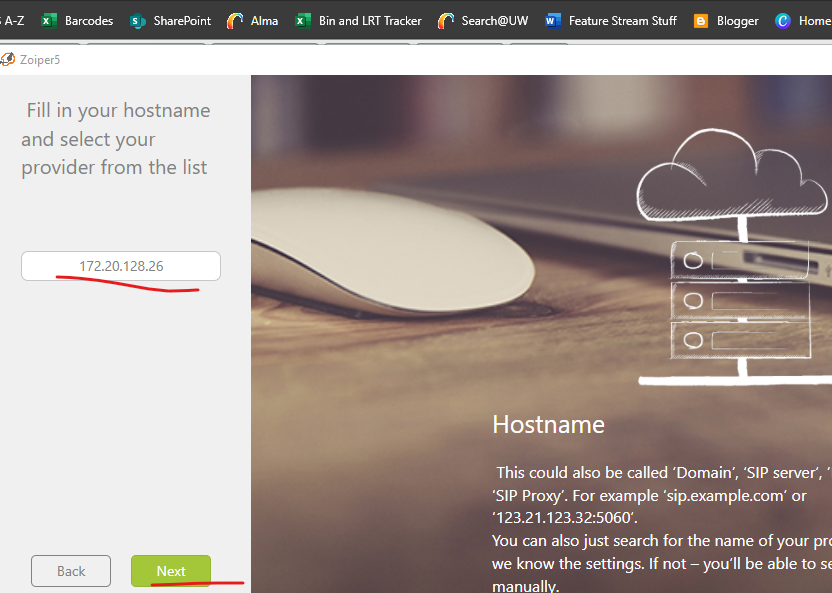 S A-Z Barcodes SharePoint Alma Bin and LRT Tracker Search@UW Feature Stream Stuff Blogger Home
Zoiper5
Fill in your hostname
and select your
provider from the list
172.20.128.26
Back
Next
Hostname
This could also be called ‘Domain’, ‘SIP server’, ‘
‘SIP Proxy’. For example ‘sip.example.com’ or
‘123.21.123.32:5060’.
You can also just search for the name of your pro
we know the settings. If not – you’ll be able to se
manually.